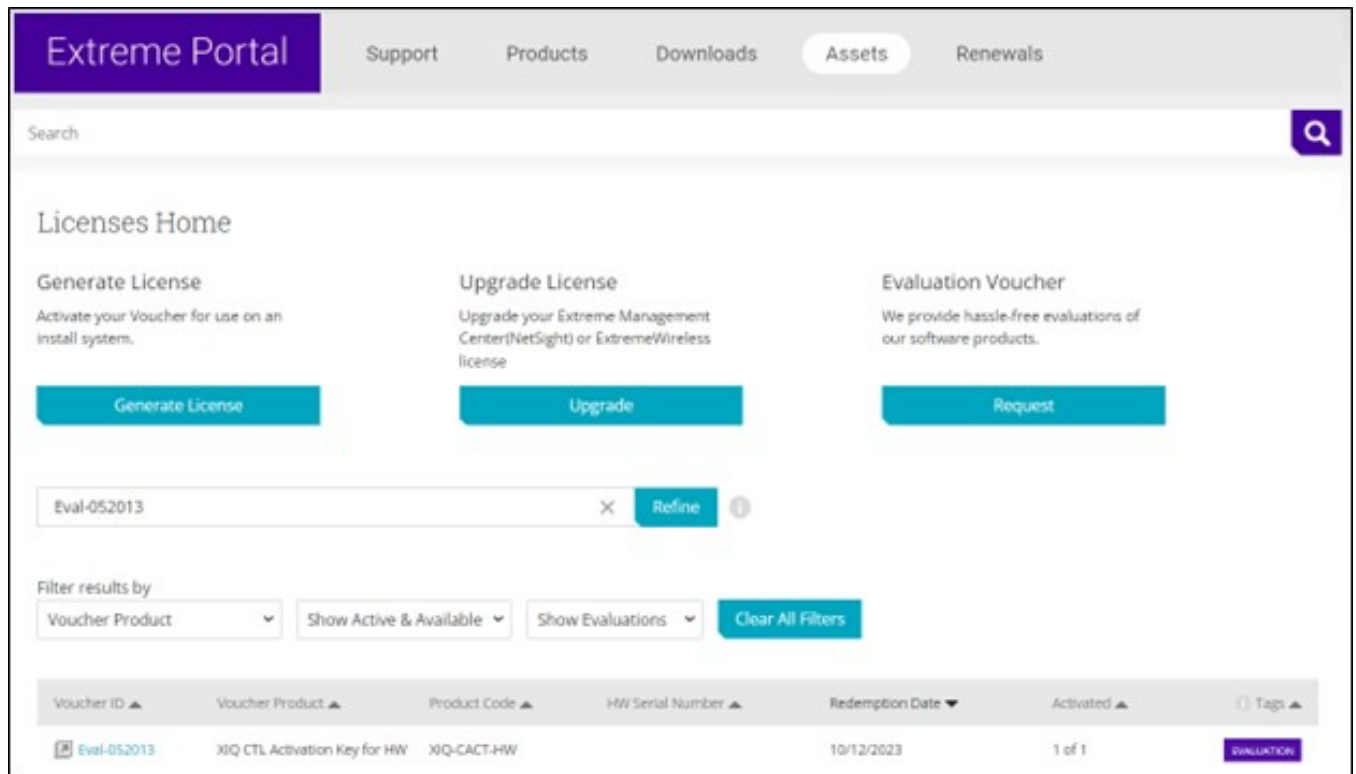 Extreme Portal Support Products Downloads Assets Renewals
Search
Licenses Home
Generate License Upgrade License Evaluation Voucher
Activate your Voucher for use on an Upgrade your Extreme Management We provide hassle-free evaluations of
install system. Center(NetSight) or ExtremeWireless our software products.
license
Generate License Upgrade Request
Eval-052013 Refine
Filter results by
Voucher Product Show Active & Available Show Evaluations Clear All Filters
Voucher ID Voucher Product Product Code HW Serial Number Redemption Date Activated Tags
Eval-052013 XIQ CTL Activation Key for HW XIQ-CACT-HW 10/12/2023 1 of 1 EVALUATION